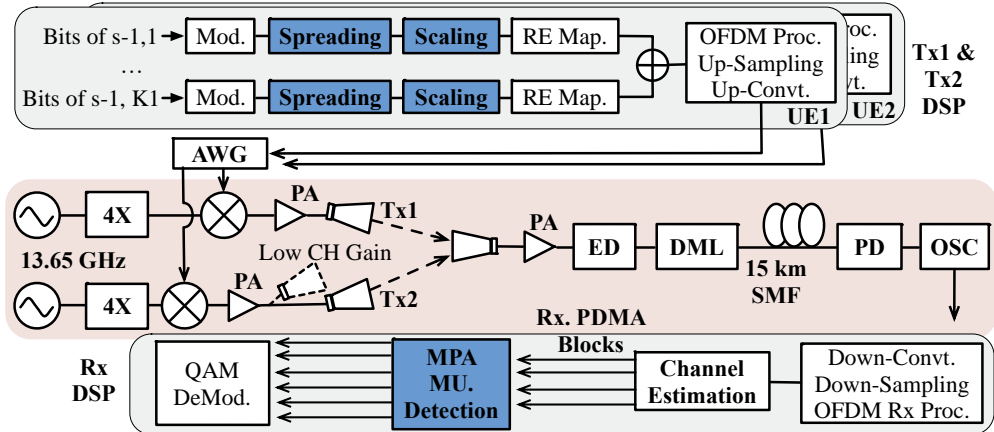 Bits of s-1,1
Mod.
Spreading
Scaling
RE Map.
...
Bits of s-1, K1
Mod.
Spreading
Scaling
RE Map.
OFDM Proc.
Up-Sampling
Up-Convt.
UE1
UE2
Tx1 &
Tx2
DSP
AWG
4X
PA
Tx1
13.65 GHz
Low CH Gain
4X
PA
Tx2
PA
ED
DML
15 km
SMF
PD
OSC
Rx. PDMA
Blocks
Rx
DSP
QAM
DeMod.
MPA
MU.
Detection
Channel
Estimation
Down-Convt.
Down-Sampling
OFDM Rx Proc.